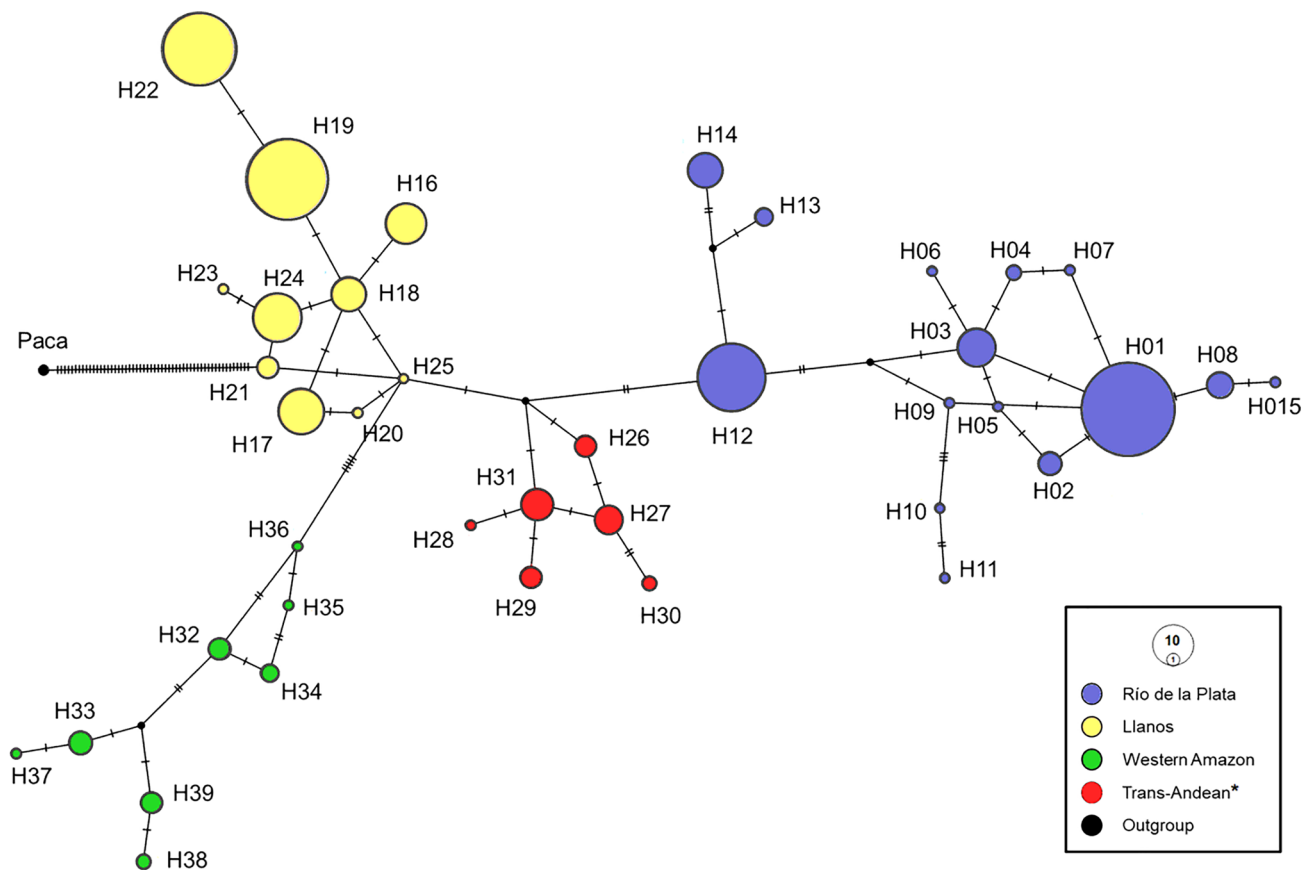 H22
H19
H14
H16
H13
H06
H04
H07
H23
H24
H18
H03
H01
Paca
H08
H21
H25
H015
H17
H20
H12
H09
H05
H26
H02
H31
H27
H10
H36
H28
H11
H35
H29
H30
H32
10
1
H34
Río de la Plata
H33
Llanos
H37
Western Amazon
H39
Trans-Andean*
Outgroup
H38